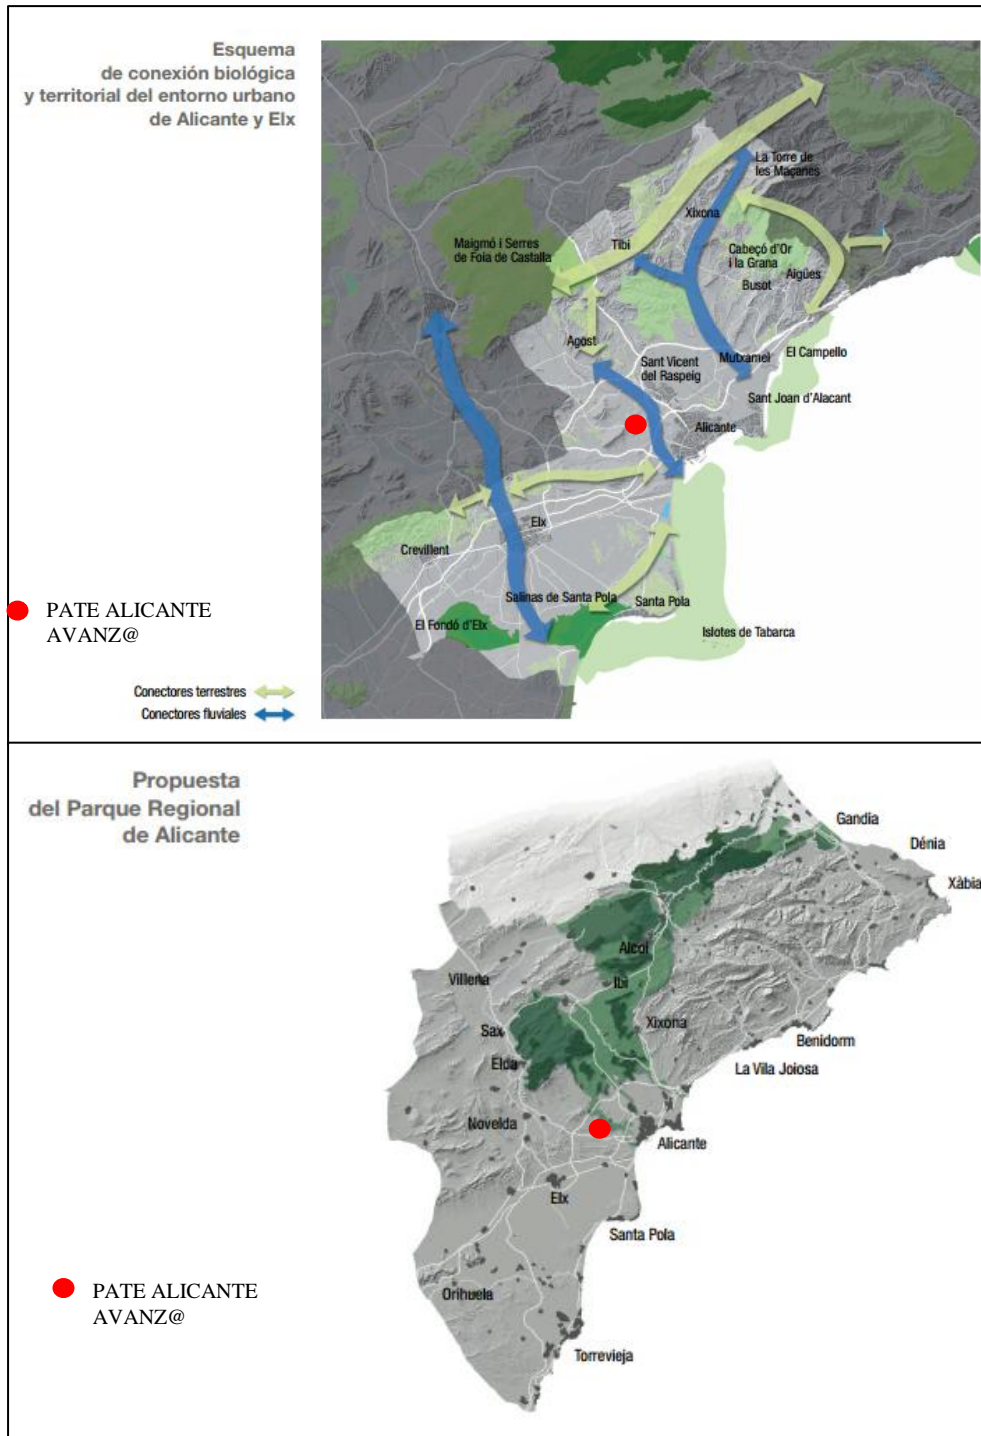 Esquema
de conexión biológica
y territorial del entorno urbano
de Alicante y Elx
La Torre de
les Maçanes
Xixona
Maigmó i Serres
de Foia de Castalla
Tibi
Cabeçó d'Or
i la Grana
Aigües
Busot
Agost
Sant Vicent
del Raspeig
Mutxamel
El Campello
Sant Joan d'Alacant
Alicante
Elx
Crevillent
Salinas de Santa Pola
Santa Pola
El Fondó d'Elx
Islotes de Tabarca
PATE ALICANTE
AVANZ@
Conectores terrestres
Conectores fluviales
Propuesta
del Parque Regional
de Alicante
Gandia
Dénia
Xàbia
Alcoi
Villena
Ibi
Sax
Xixona
Benidorm
Elda
La Vila Joiosa
Novelda
Alicante
Elx
Santa Pola
PATE ALICANTE
AVANZ@
Orihuela
Torrevieja